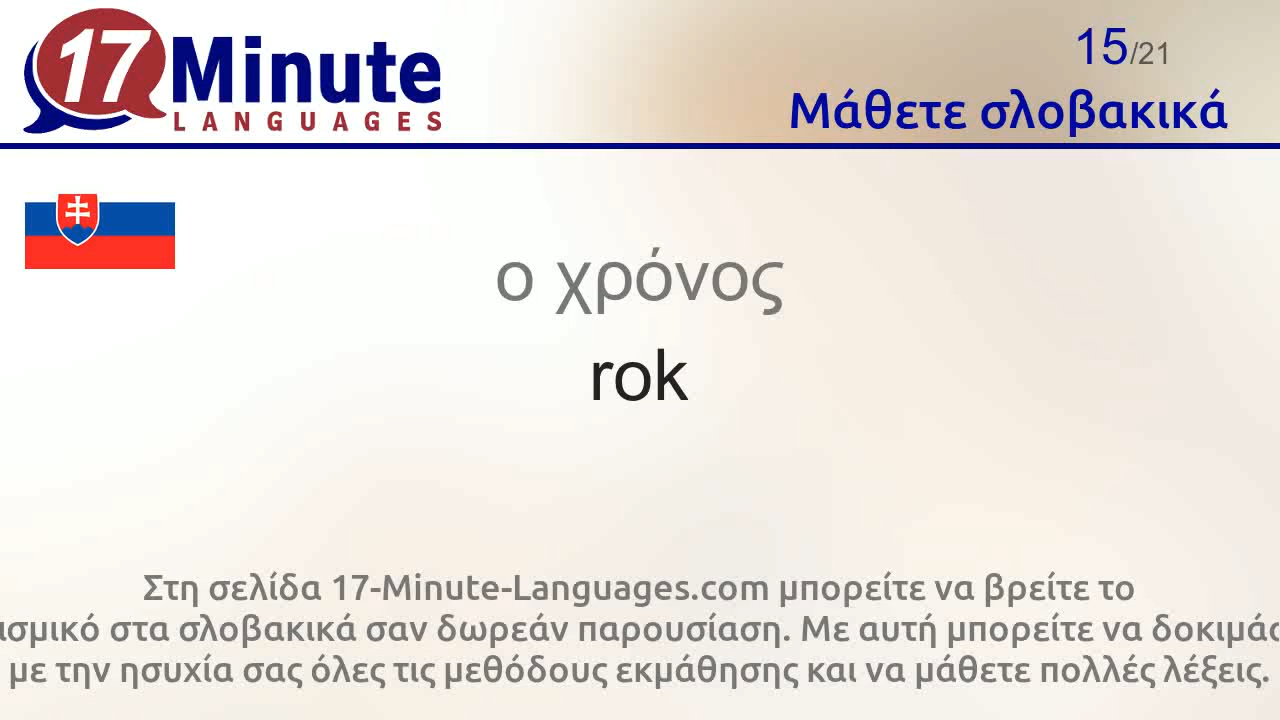 17 Minute
LANGUAGES
15/21
Μάθετε σλοβακικά
ο χρόνος
rok
Στη σελίδα 17-Minute-Languages.com μπορείτε να βρείτε το
στα σλοβακικά σαν δωρεάν παρουσίαση. Με αυτή μπορείτε να
με την ησυχία σας όλες τις μεθόδους εκμάθησης και να μάθετε πολλές λέξεις.